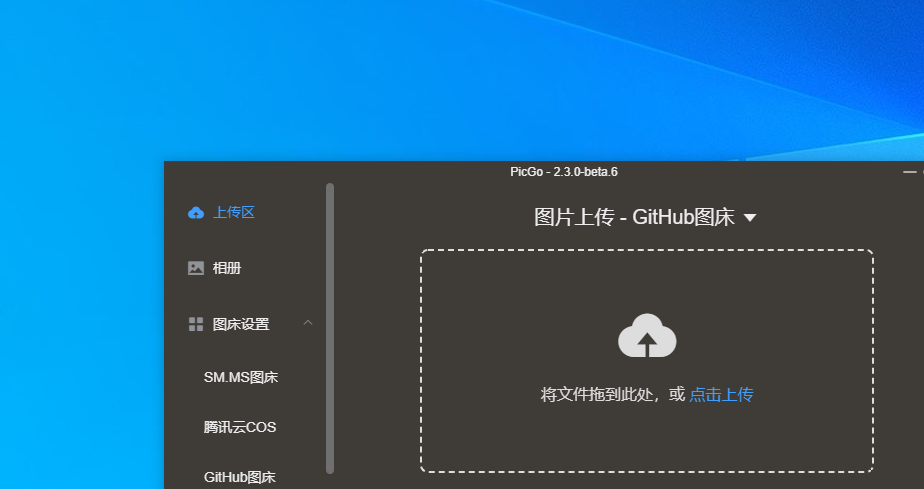 PicGo - 2.3.0-beta.6
上传区
图片上传 - GitHub图床
相册
图床设置
SM.MS图床
将文件拖到此处，或 点击上传
腾讯云COS
GitHub图床